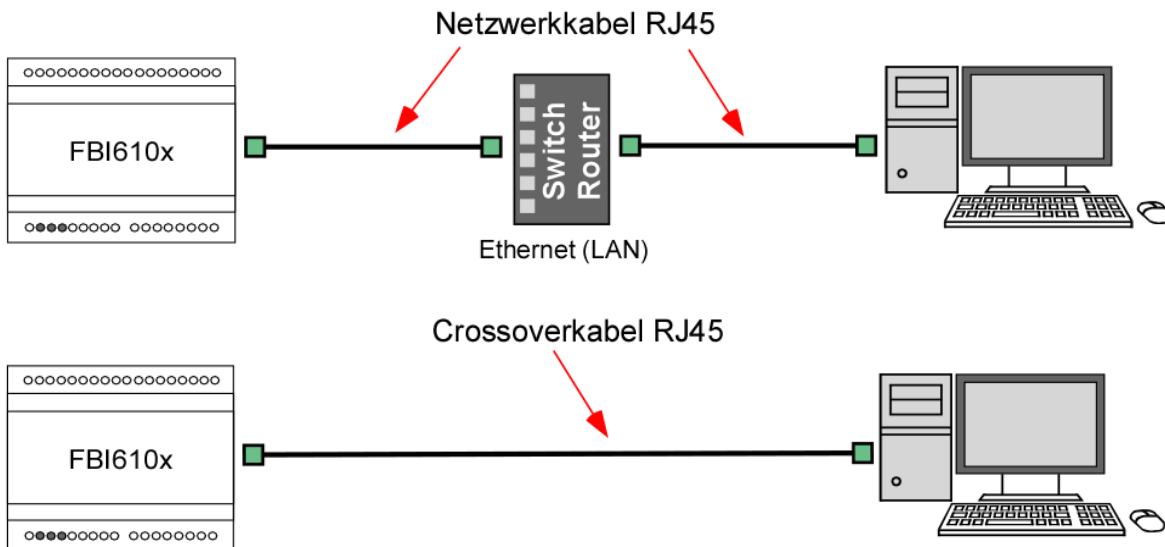 Netzwerkkabel RJ45
FBI610x
Switch
Router
Ethernet (LAN)
Crossoverkabel RJ45
FBI610x